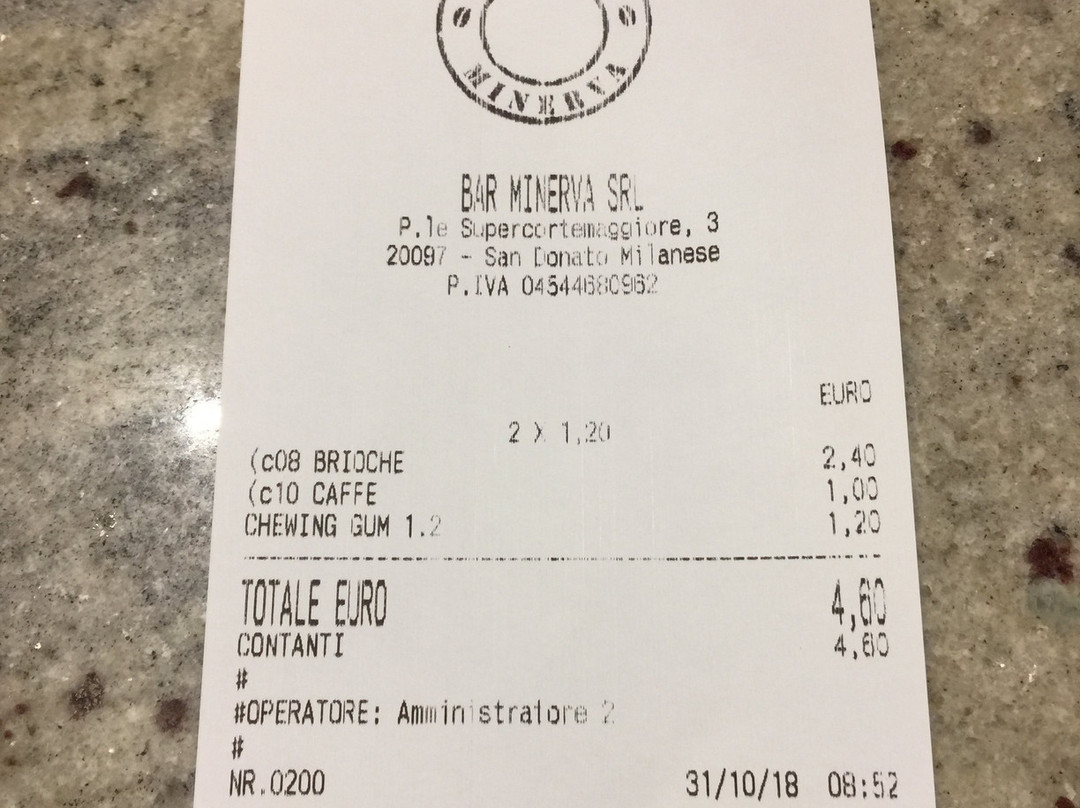 MINERVA
BAR MINERVA SRL
P.le Supercortemaggiore, 3
20097 - San Donato Milanese
P.IVA 04544680962
EURO
2 X 1,20
(c08 BRIOCHE 2,40
(c10 CAFFE 1,00
CHEWING GUM 1.2 1,20
TOTALE EURO 4,60
CONTANTI 4,60
#
#OPERATORE: Amministratore 2
#
NR.0200 31/10/18 08:52